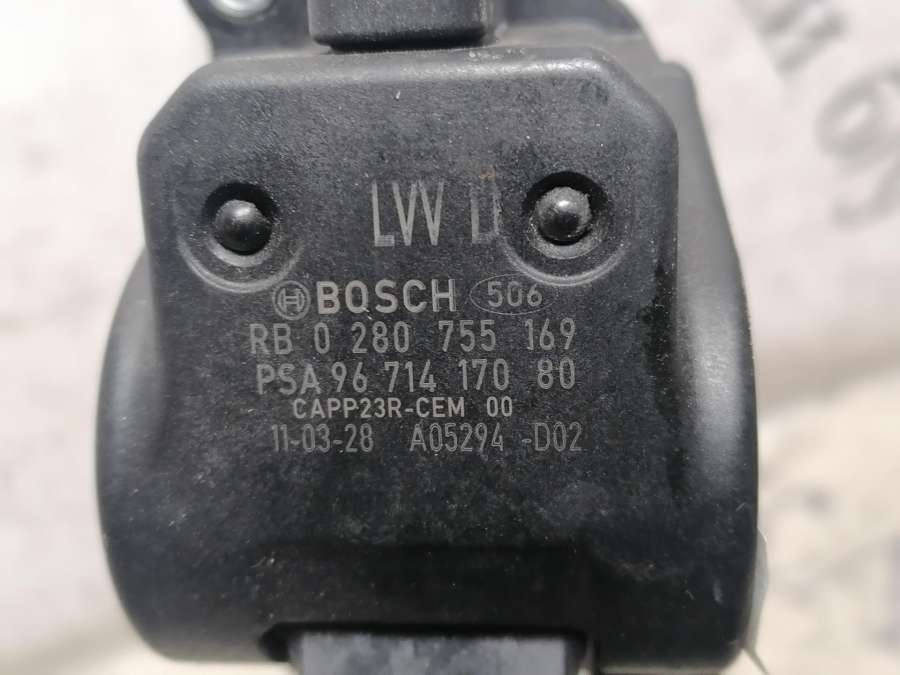 LW D
BOSCH 506
RB 0 280 755 169
PSA 96 714 170 80
CAPP23R-CEM 00
11-03-28 A05294 -D02